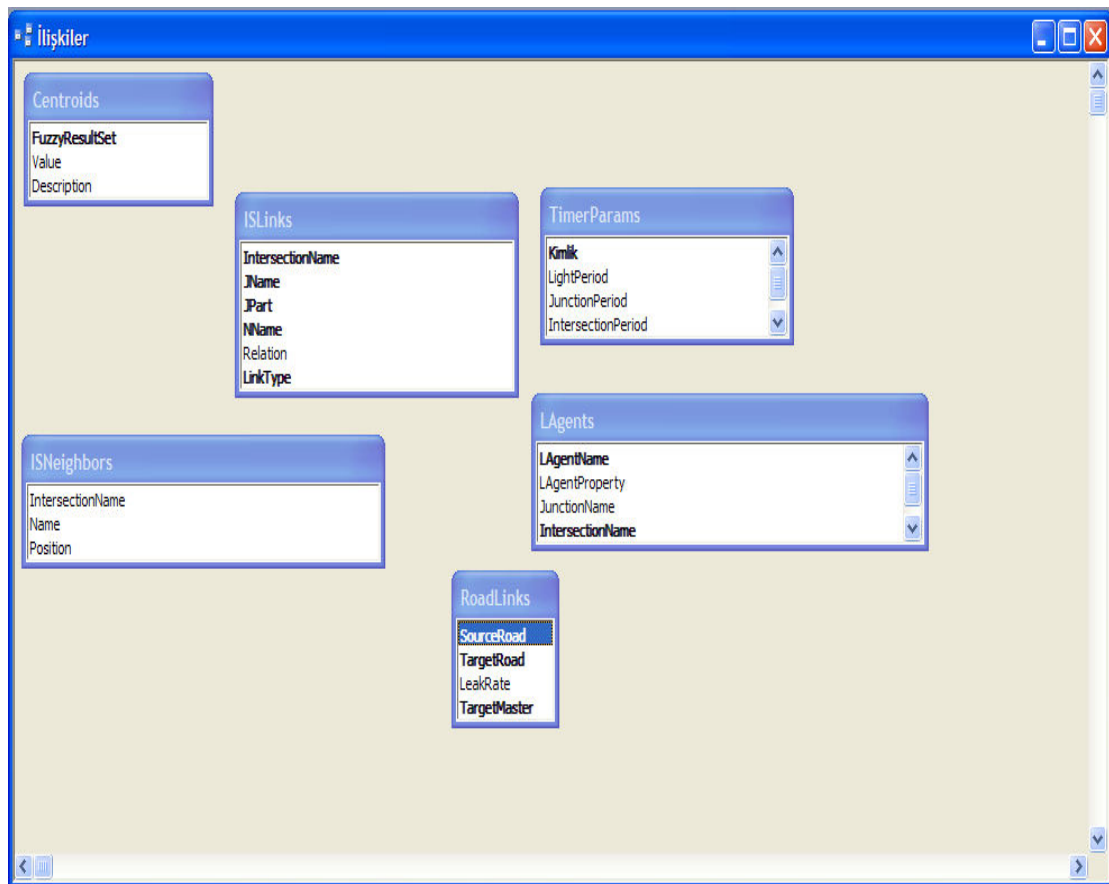 İlişkiler
Centroids
FuzzyResultSet
Value
Description
ISLinks
IntersectionName
JName
JPart
NName
Relation
LinkType
TimerParams
Kimlik
LightPeriod
JunctionPeriod
IntersectionPeriod
LAgents
LAgentName
LAgentProperty
JunctionName
IntersectionName
ISNeighbors
IntersectionName
Name
Position
RoadLinks
SourceRoad
TargetRoad
LeakRate
TargetMaster